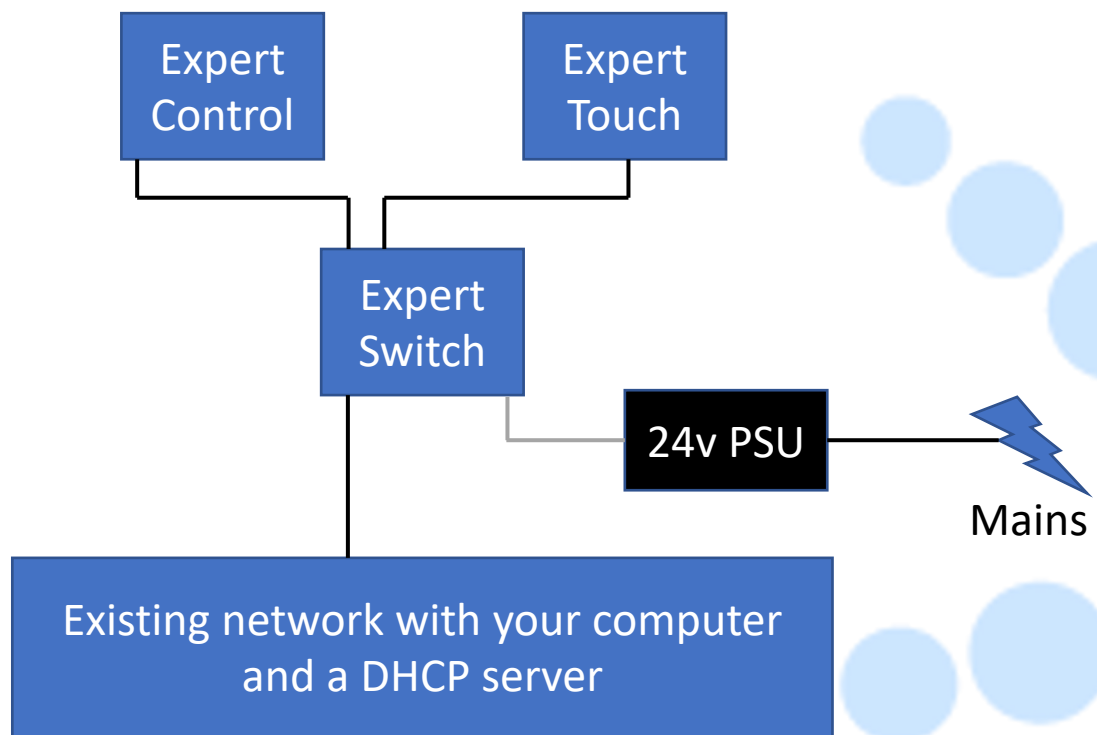 Expert
Control
Expert
Touch
Expert
Switch
24v PSU
Mains
Existing network with your computer
and a DHCP server